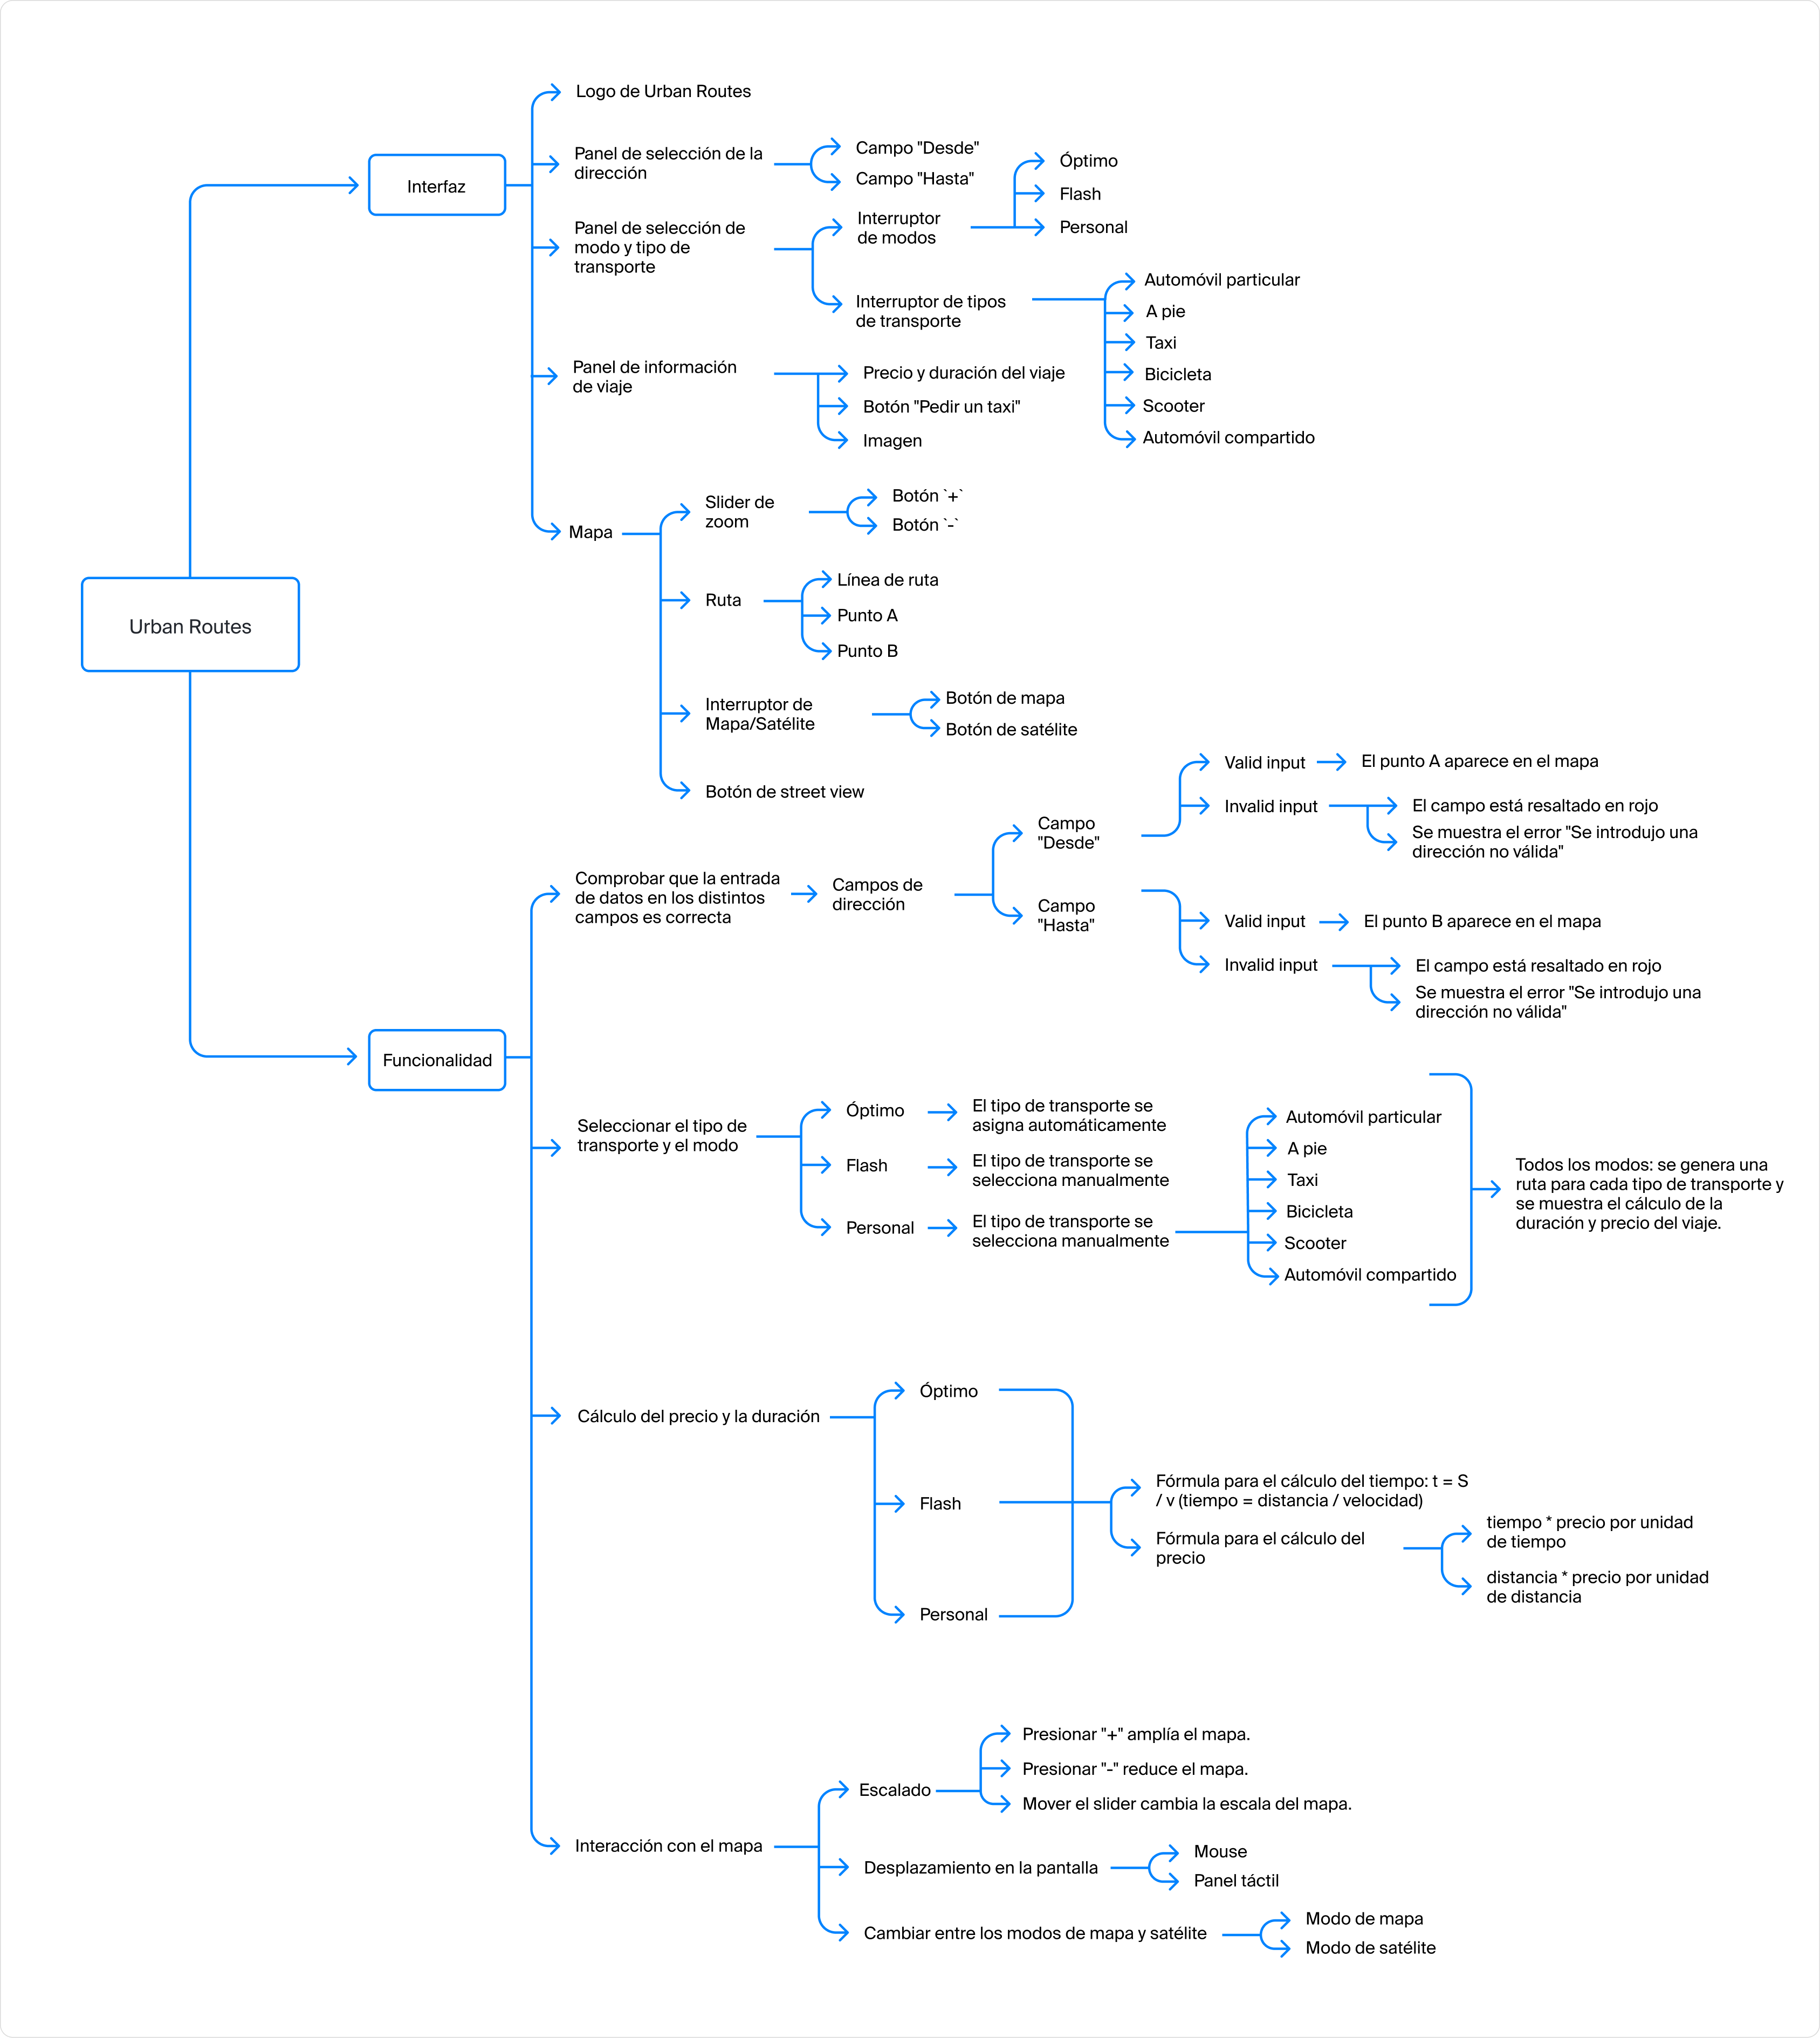 Urban Routes
Interfaz
Logo de Urban Routes
Panel de selección de la
dirección
Campo "Desde"
Campo "Hasta"
Panel de selección de
modo y tipo de
transporte
Interruptor
de modos
Óptimo
Flash
Personal
Interruptor de tipos
de transporte
Automóvil particular
A pie
Taxi
Bicicleta
Scooter
Automóvil compartido
Panel de información
de viaje
Precio y duración del viaje
Botón "Pedir un taxi"
Imagen
Mapa
Slider de
zoom
Botón `+`
Botón `-`
Ruta
Línea de ruta
Punto A
Punto B
Interruptor de
Mapa/Satélite
Botón de mapa
Botón de satélite
Botón de street view
Funcionalidad
Comprobar que la entrada
de datos en los distintos
campos es correcta
Campos de
dirección
Campo
"Desde"
Valid input
El punto A aparece en el mapa
Invalid input
El campo está resaltado en rojo
Se muestra el error "Se introdujo una
dirección no válida"
Campo
"Hasta"
Valid input
El punto B aparece en el mapa
Invalid input
El campo está resaltado en rojo
Se muestra el error "Se introdujo una
dirección no válida"
Seleccionar el tipo de
transporte y el modo
Óptimo
El tipo de transporte se
asigna automáticamente
Flash
El tipo de transporte se
selecciona manualmente
Personal
El tipo de transporte se
selecciona manualmente
Automóvil particular
A pie
Taxi
Bicicleta
Scooter
Automóvil compartido
Todos los modos: se genera una
ruta para cada tipo de transporte y
se muestra el cálculo de la
duración y precio del viaje.
Cálculo del precio y la duración
Óptimo
Flash
Personal
Fórmula para el cálculo del tiempo: t = S
/ v (tiempo = distancia / velocidad)
Fórmula para el cálculo del
precio
tiempo * precio por unidad
de tiempo
distancia * precio por unidad
de distancia
Interacción con el mapa
Escalado
Presionar "+" amplía el mapa.
Presionar "-" reduce el mapa.
Mover el slider cambia la escala del mapa.
Desplazamiento en la pantalla
Mouse
Panel táctil
Cambiar entre los modos de mapa y satélite
Modo de mapa
Modo de satélite